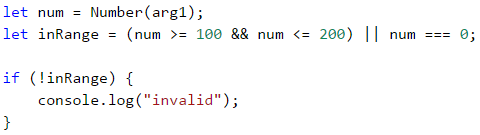 let num = Number(arg1);
let inRange = (num >= 100 && num <= 200) || num === 0;

if (!inRange) {
    console.log("invalid");
}